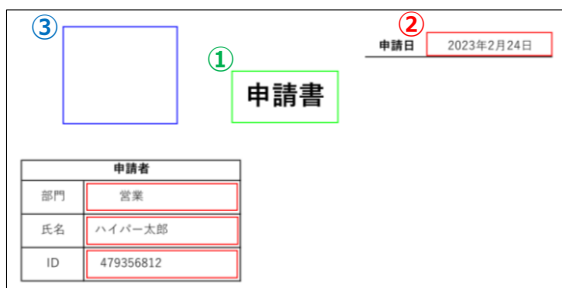 ③
②
申請日 2023年2月24日
①
申請書
申請者
部門 営業
氏名 ハイパー太郎
ID 479356812